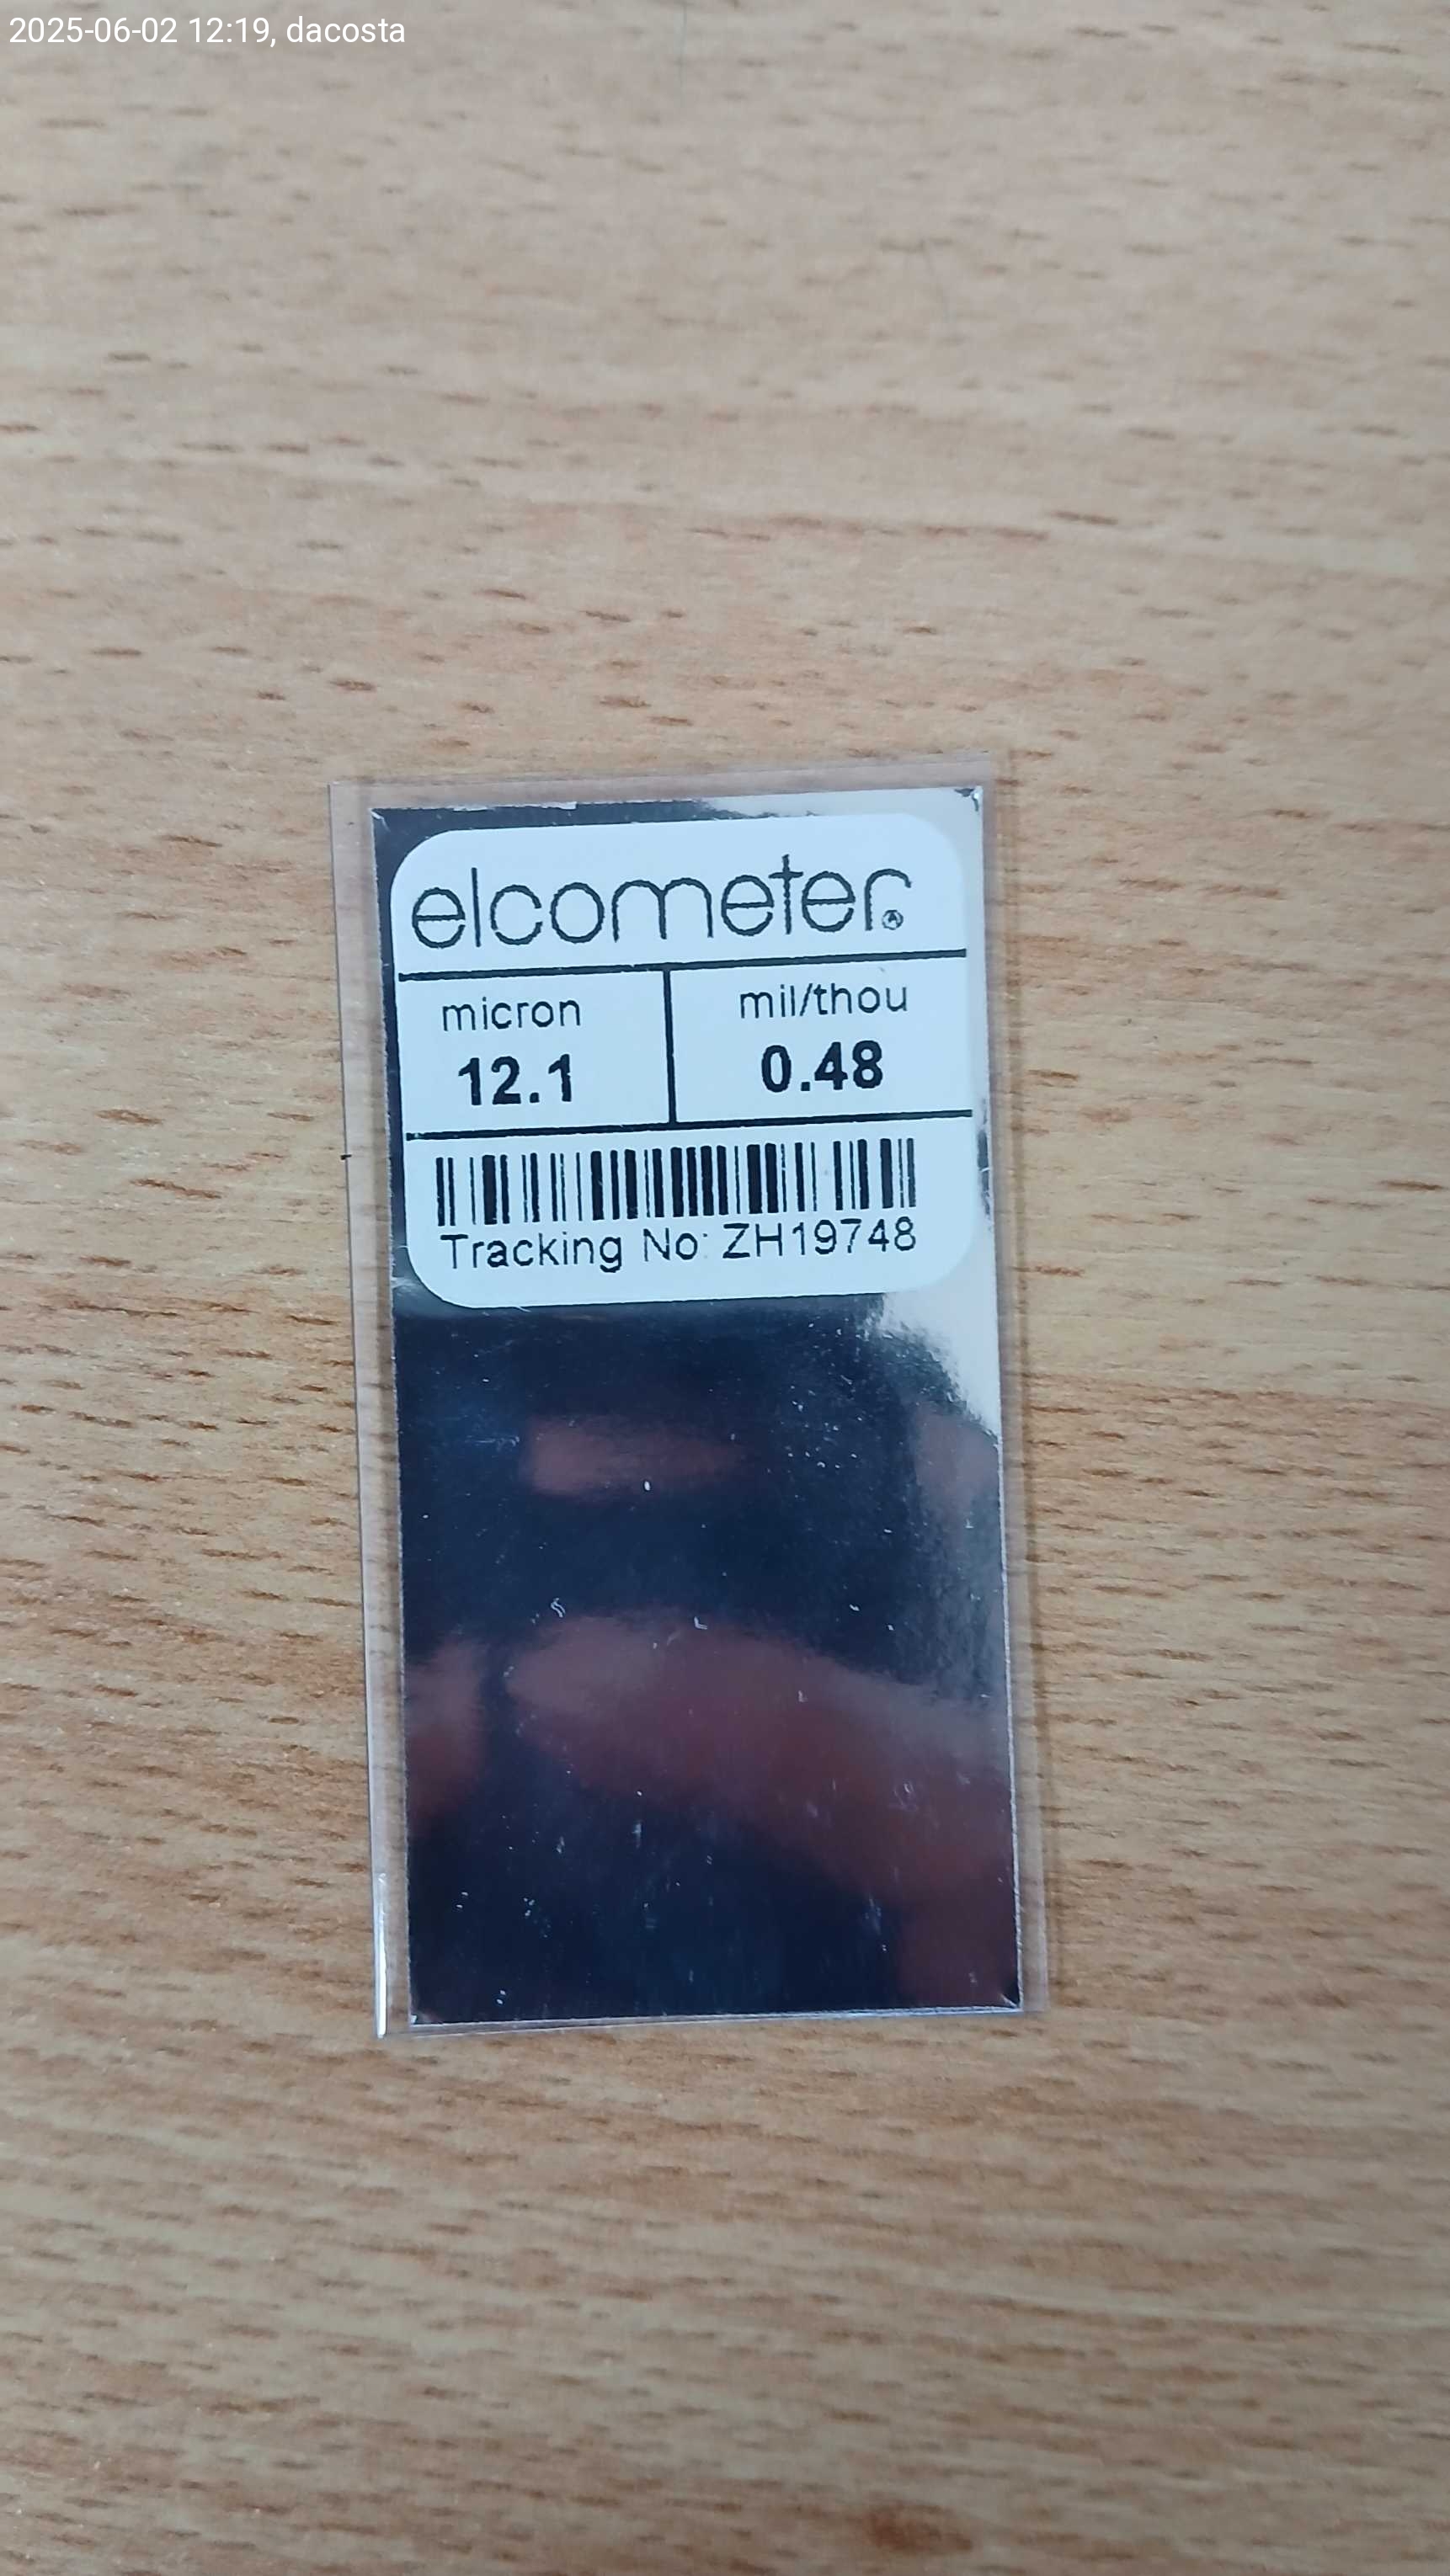 2025-06-02 12:19, dacosta
elcometer®
micron mil/thou
12.1 0.48
Tracking No: ZH19748